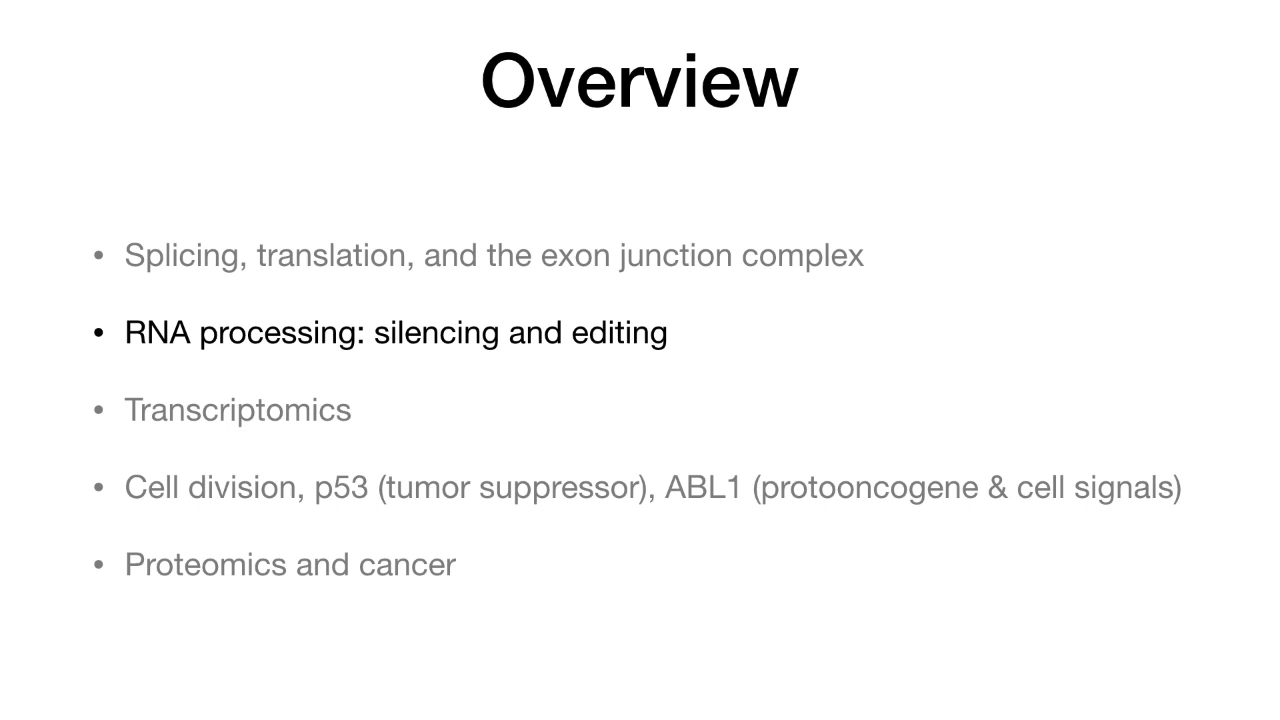 Overview
• Splicing, translation, and the exon junction complex
• RNA processing: silencing and editing
• Transcriptomics
• Cell division, p53 (tumor suppressor), ABL1 (protooncogene & cell signals)
• Proteomics and cancer